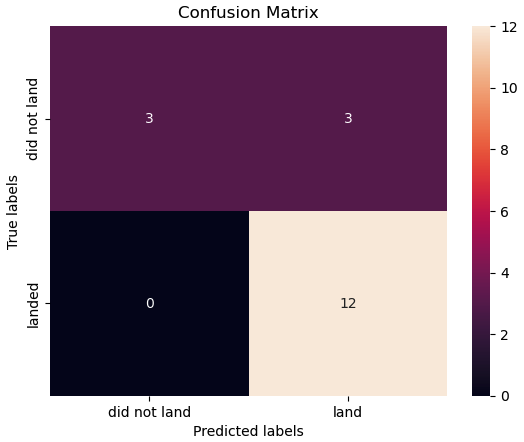 Confusion Matrix
True labels
did not land
landed
3 3
0 12
did not land land
Predicted labels
12
10
8
6
4
2
0